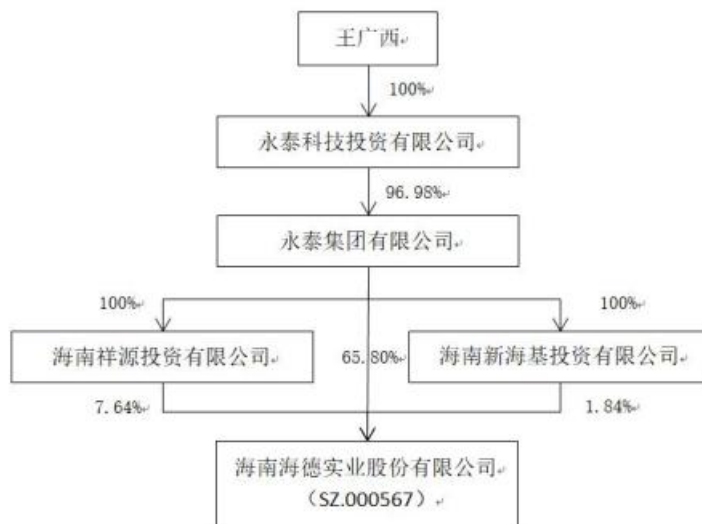 王广西
100%
永泰科技投资有限公司
96.98%
永泰集团有限公司
100%
100%
海南祥源投资有限公司
65.80%
海南新海基投资有限公司
7.64%
1.84%
海南海德实业股份有限公司
（SZ.000567）